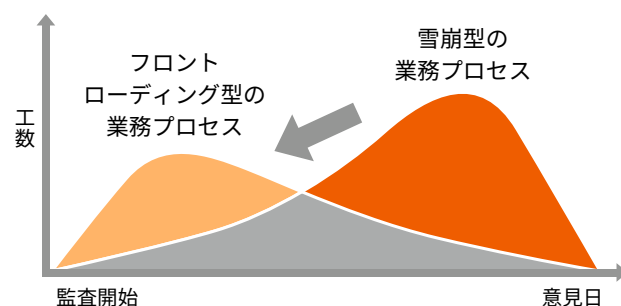 雪崩型の
業務プロセス
フロント
ローディング型の
業務プロセス
工数
監査開始
意見日